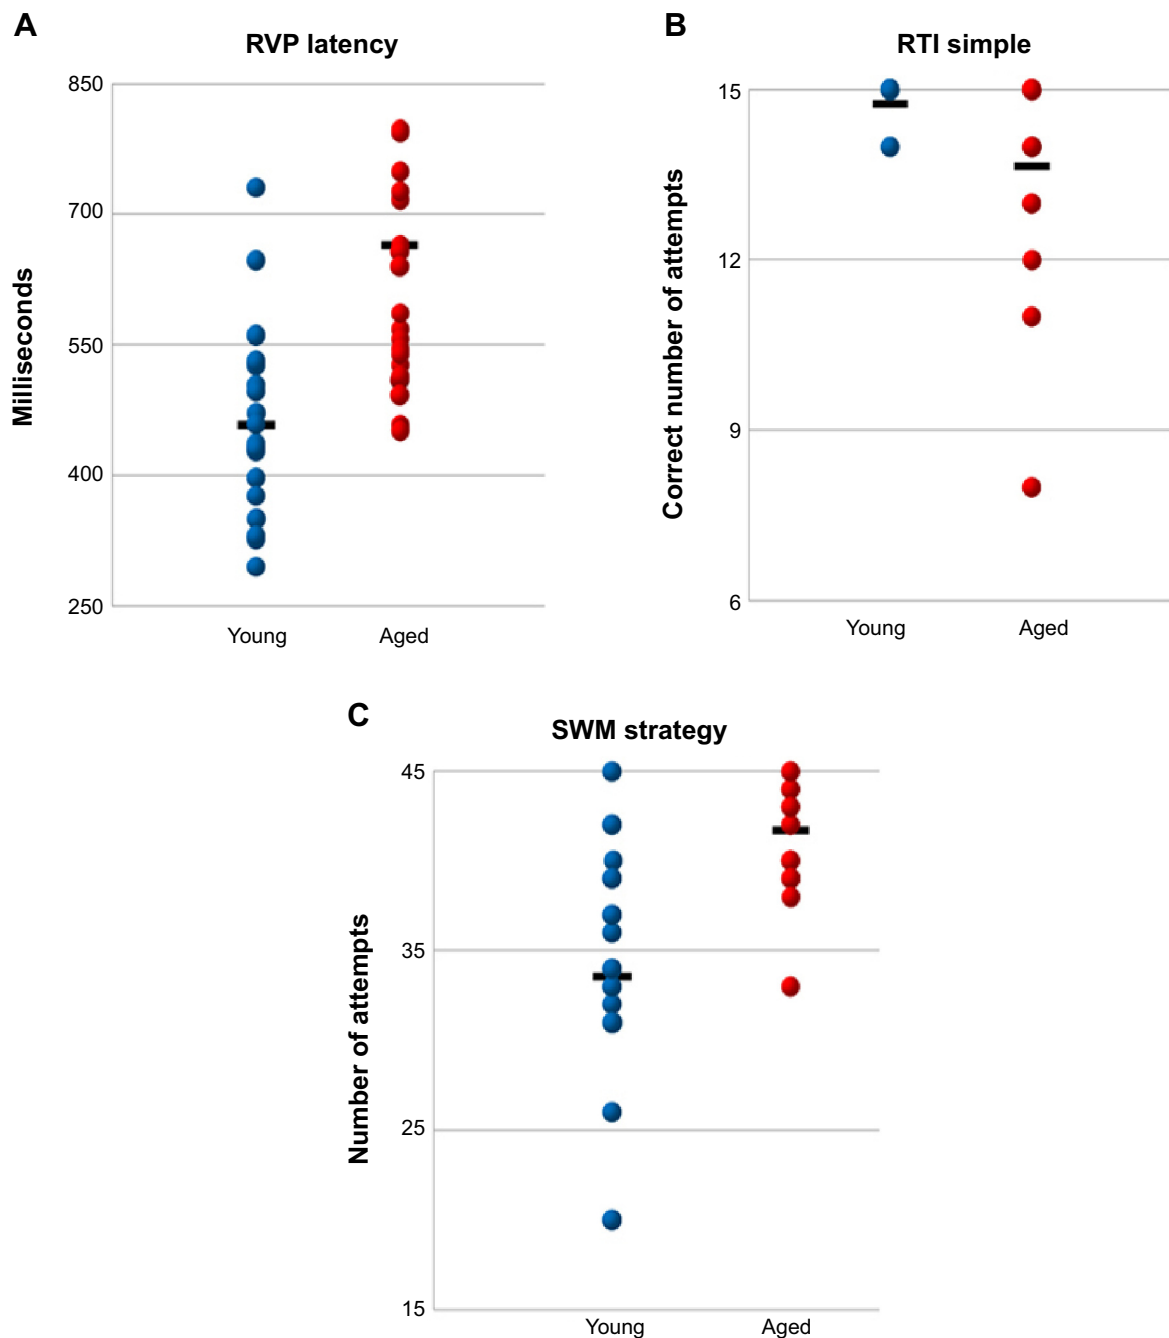 A
RVP latency
Milliseconds
850
700
550
400
250
Young Aged
B
RTI simple
Correct number of attempts
15
12
9
6
Young Aged
C
SWM strategy
Number of attempts
45
35
25
15
Young Aged